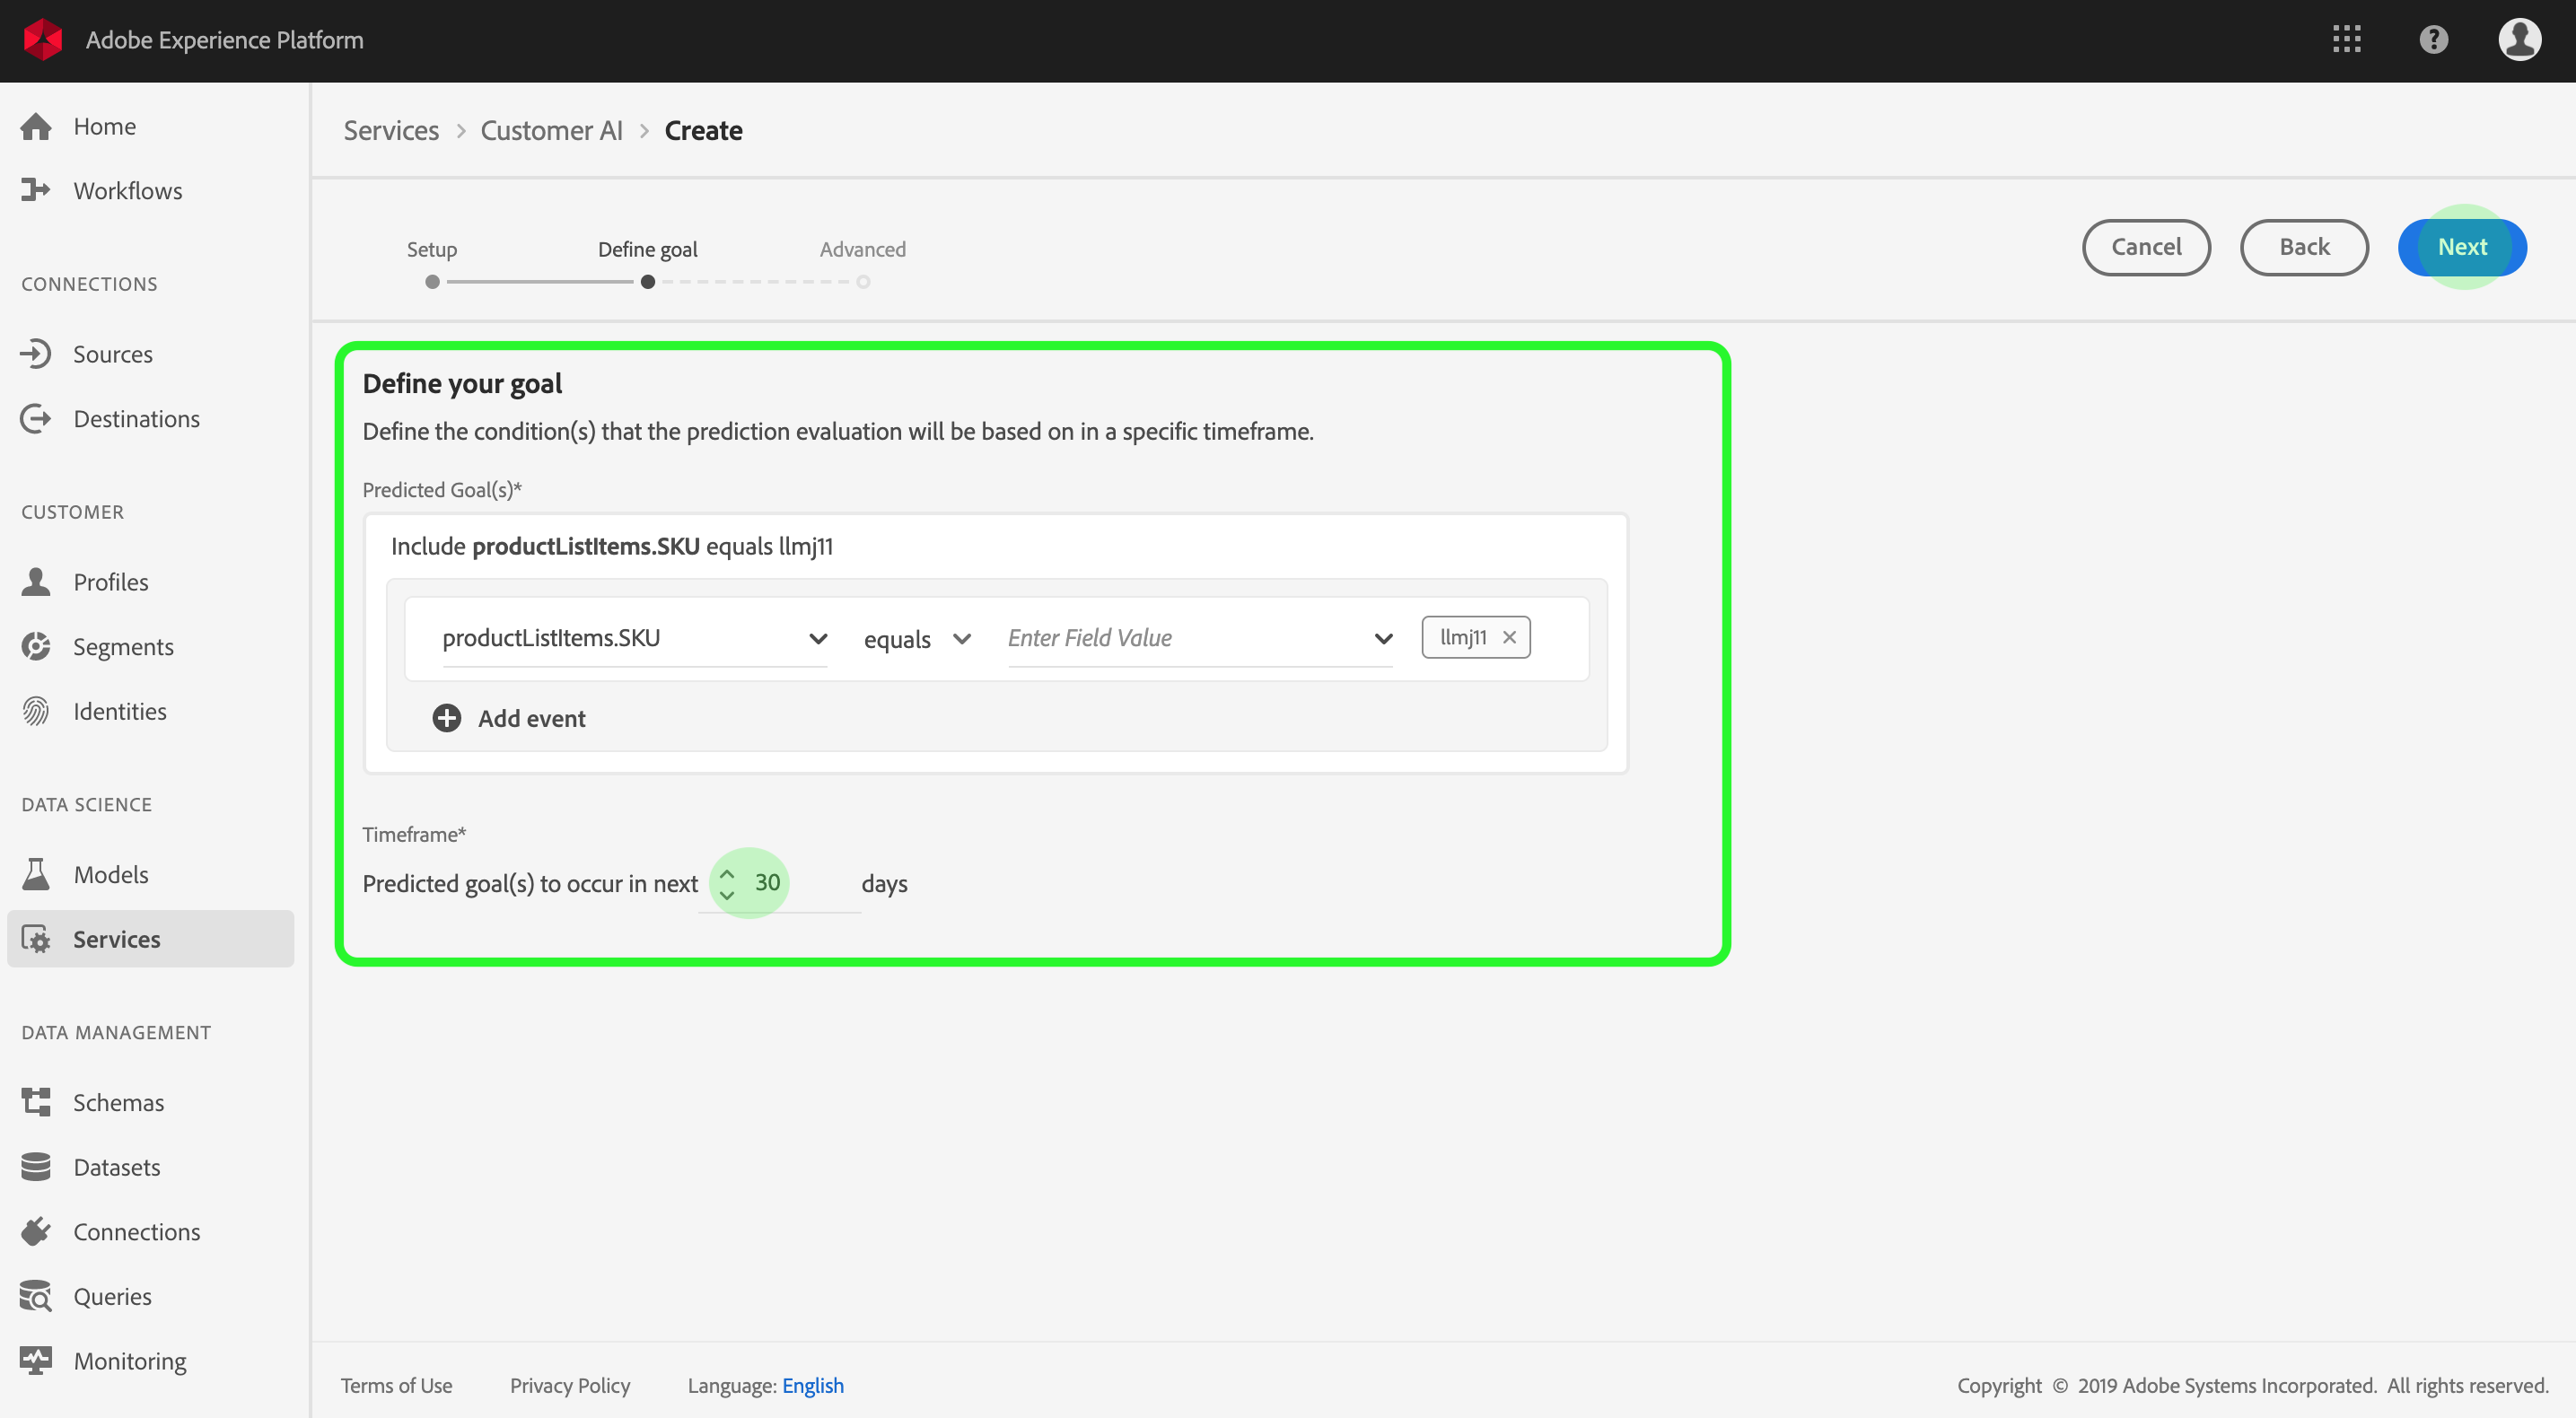 Adobe Experience Platform
?
Home
Workflows
CONNECTIONS
Sources
Destinations
CUSTOMER
Profiles
Segments
Identities
DATA SCIENCE
Models
Services
DATA MANAGEMENT
Schemas
Datasets
Connections
Queries
Monitoring
Services > Customer AI > Create
Setup Define goal Advanced
Cancel Back Next
Define your goal
Define the condition(s) that the prediction evaluation will be based on in a specific timeframe.
Predicted Goal(s)*
Include productListItems.SKU equals llmj11
productListItems.SKU equals Enter Field Value llmj11 ×
Add event
Timeframe*
Predicted goal(s) to occur in next 30 days
Terms of Use Privacy Policy Language: English Copyright © 2019 Adobe Systems Incorporated. All rights reserved.